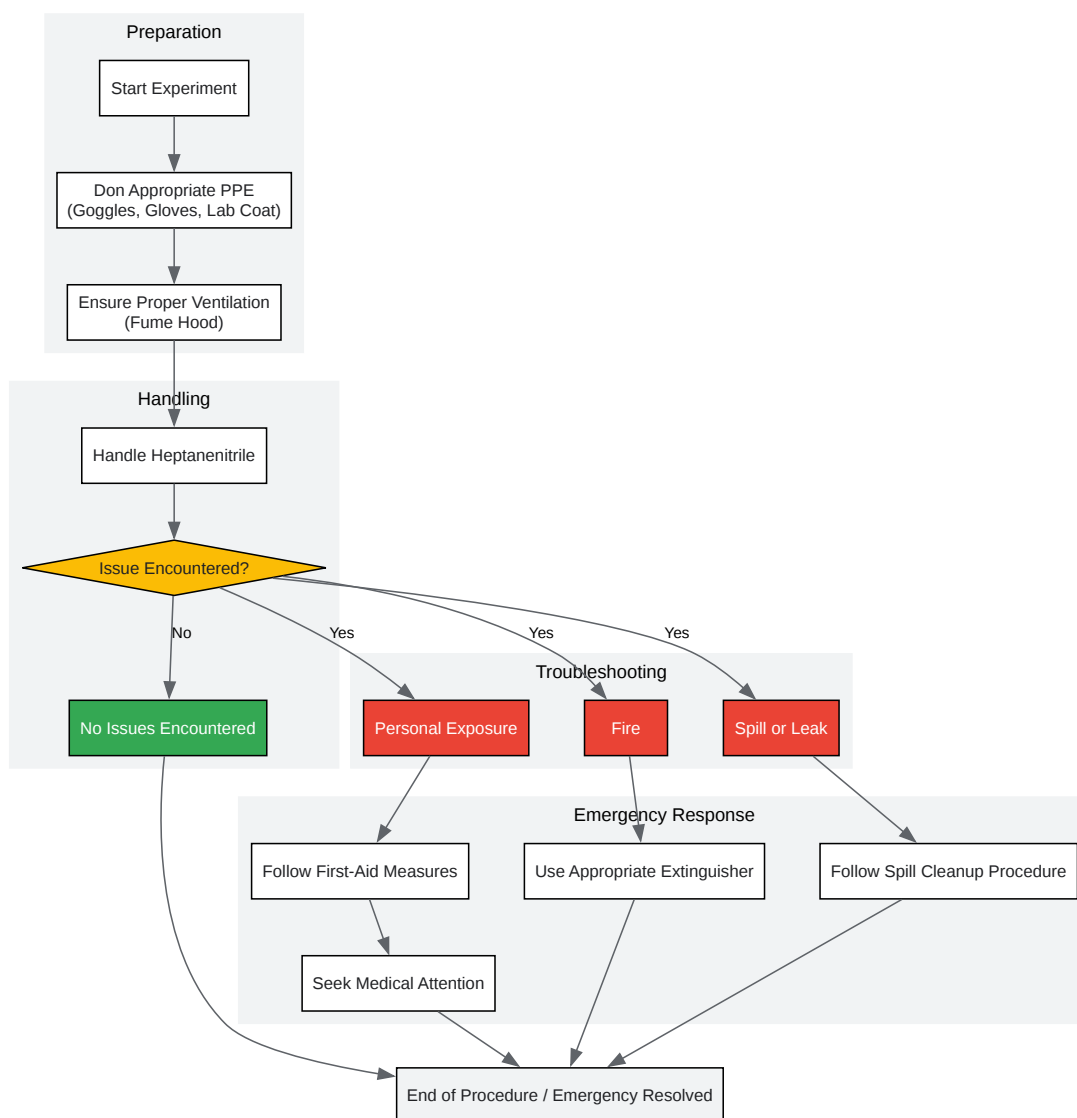 Preparation
Start Experiment
Don Appropriate PPE
(Goggles, Gloves, Lab Coat)
Ensure Proper Ventilation
(Fume Hood)
Handling
Handle Heptanenitrile
Issue Encountered?
No
Yes
Yes
Yes
Troubleshooting
No Issues Encountered
Personal Exposure
Fire
Spill or Leak
Emergency Response
Follow First-Aid Measures
Use Appropriate Extinguisher
Follow Spill Cleanup Procedure
Seek Medical Attention
End of Procedure / Emergency Resolved